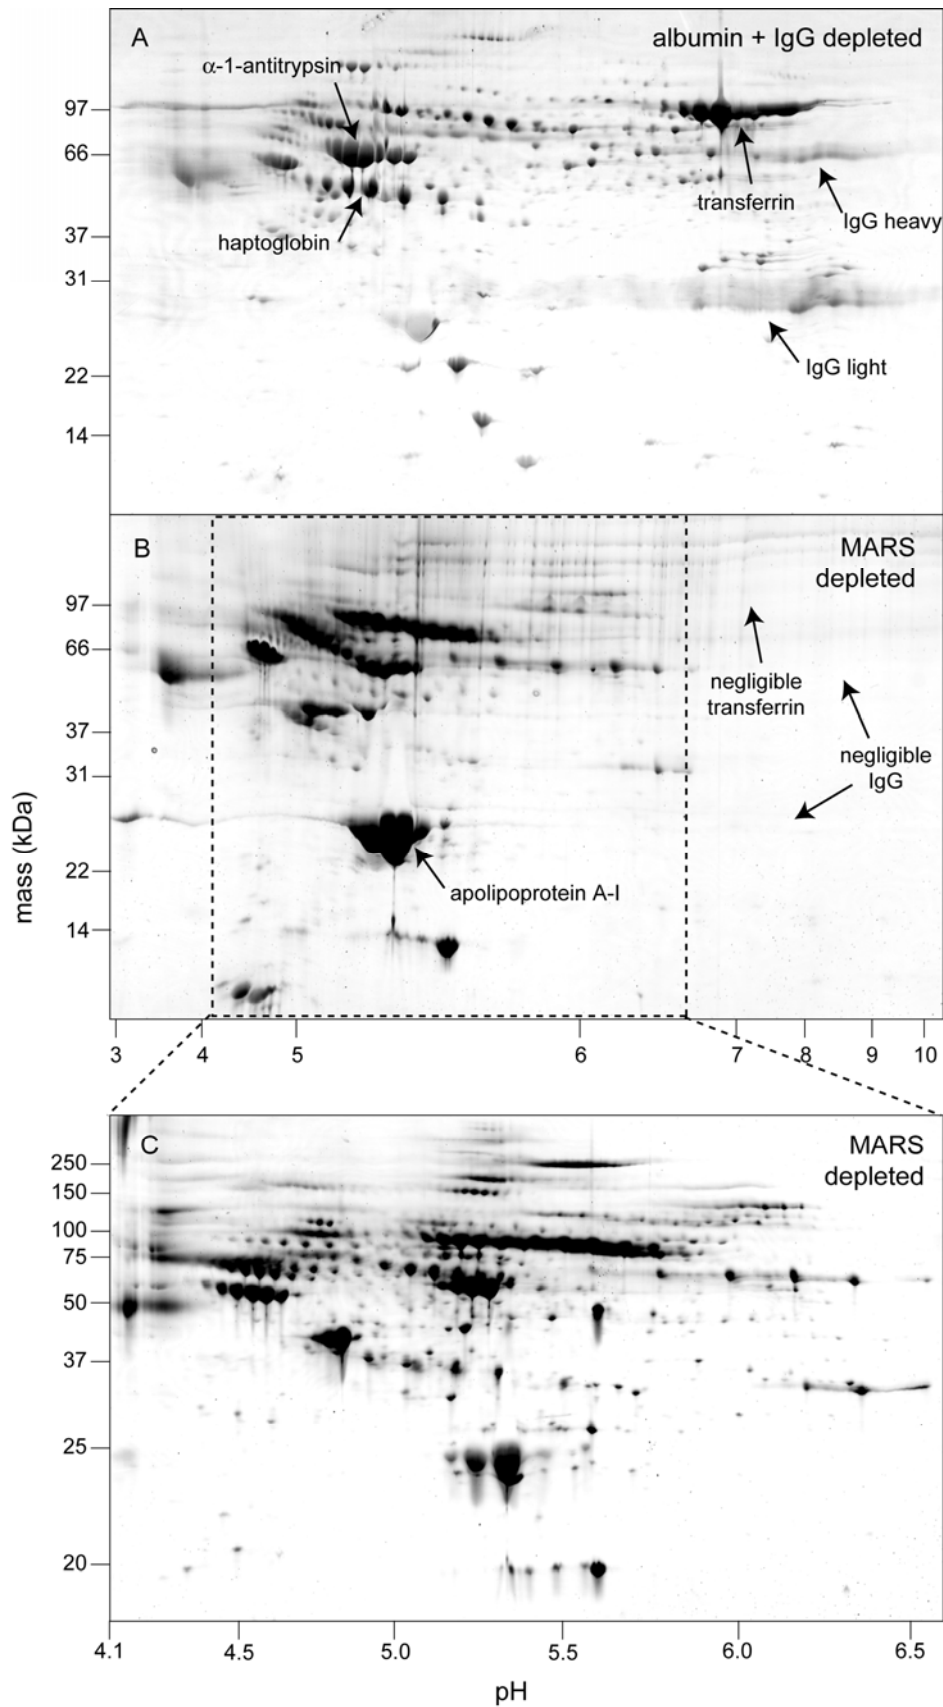 A
albumin + IgG depleted
α-1-antitrypsin
97
66
transferrin
IgG heavy
haptoglobin
37
31
IgG light
22
14
B
MARS
depleted
97
66
negligible
transferrin
37
negligible
IgG
31
22
apolipoprotein A-I
14
mass (kDa)
3 4 5 6 7 8 9 10
C
MARS
depleted
250
150
100
75
50
37
25
20
4.1 4.5 5.0 5.5 6.0 6.5
pH